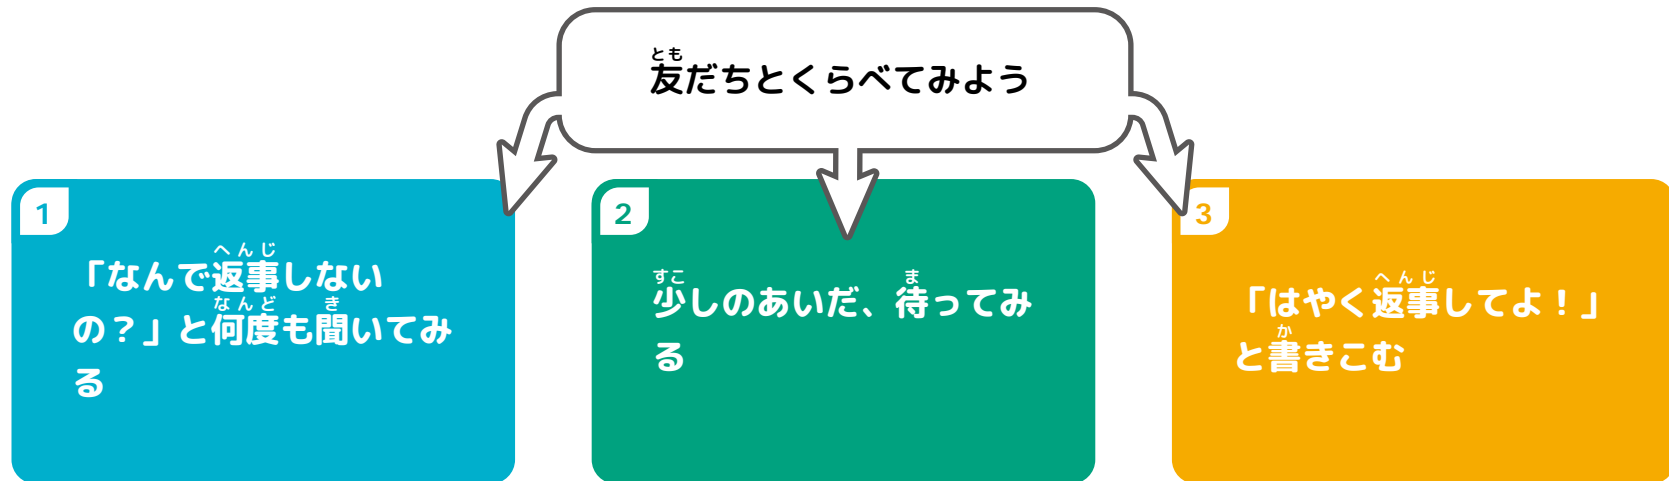 友だちとくらべてみよう
とも
1
「なんで返事しない
へんじ
の？」と何度も聞いてみ
なんど き
る
2
少しのあいだ、待ってみ
すこ ま
る
3
「はやく返事してよ！」
へんじ
と書きこむ
か